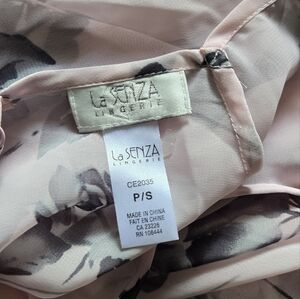 La SENZA
LINGERIE
La SENZA
LINGERIE
CE2035
P/S
MADE IN CHINA
FAIT EN CHINE
CA 23226
RN 108444